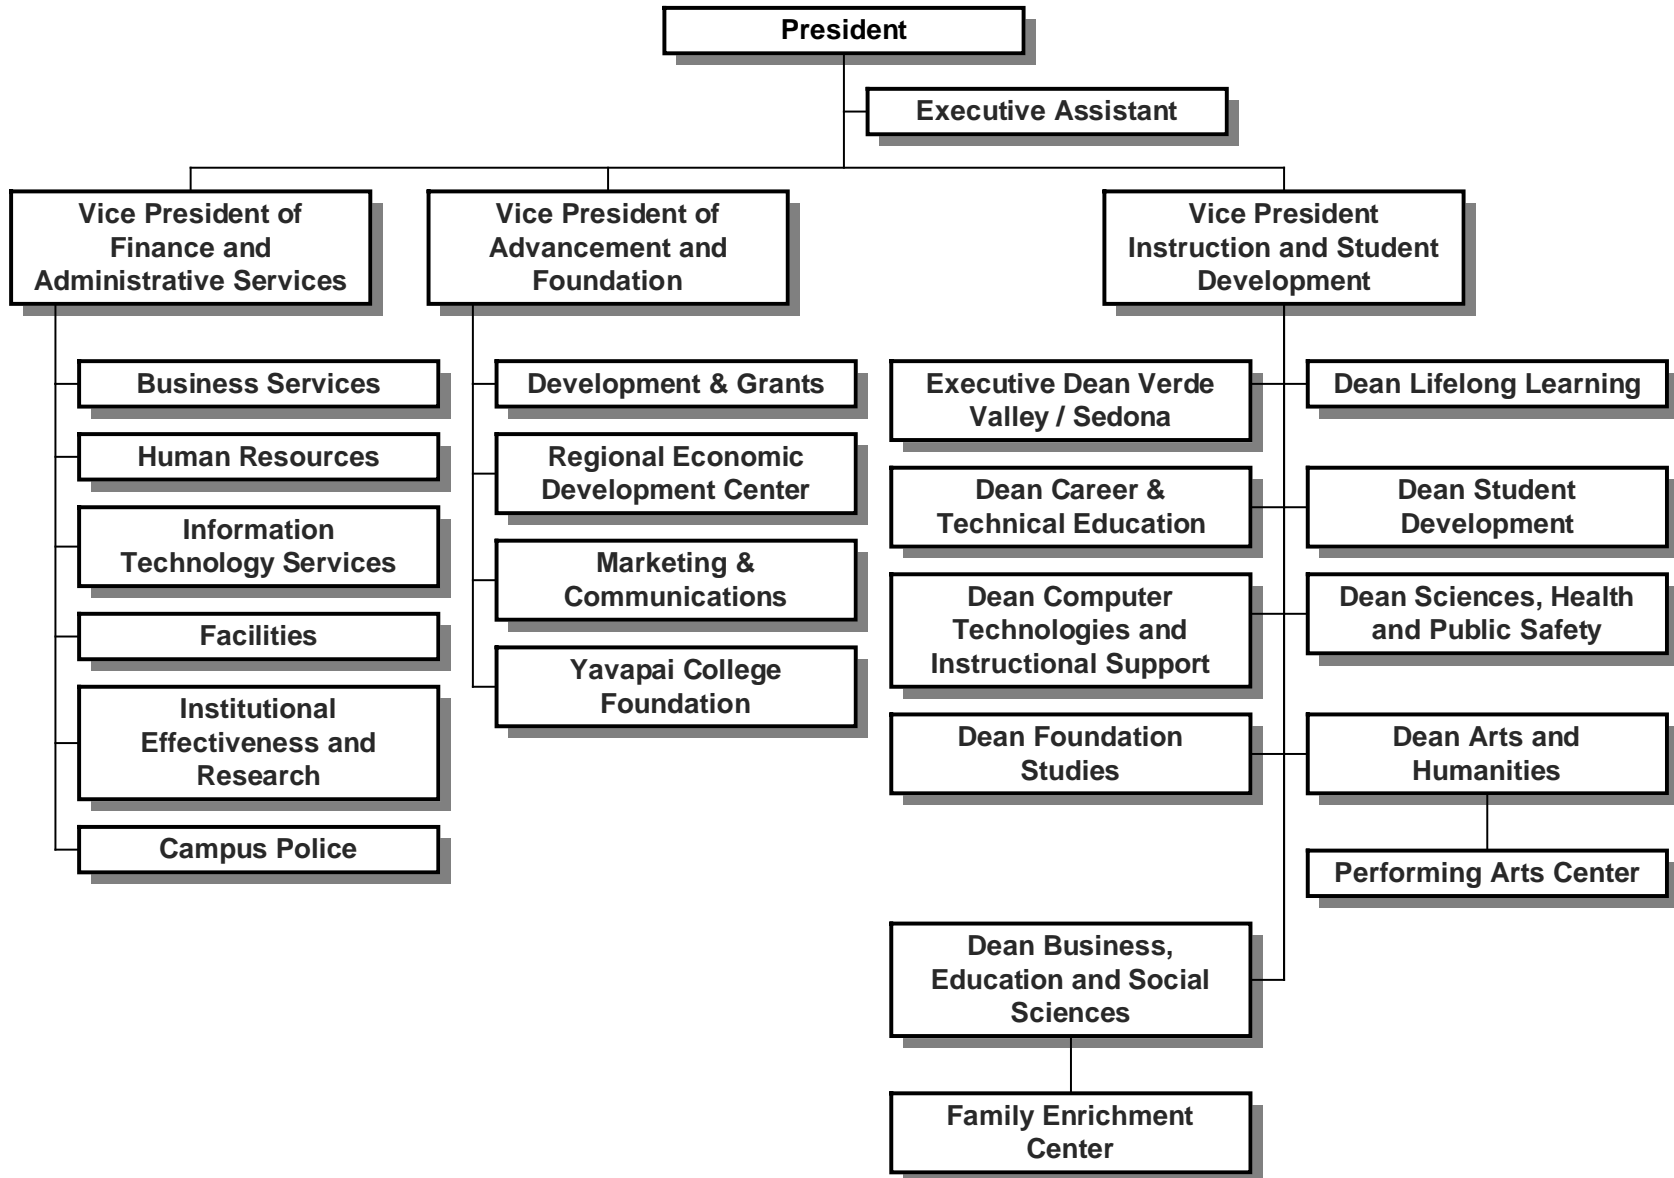 President
Executive Assistant
Vice President of
Finance and
Administrative Services
Business Services
Human Resources
Information
Technology Services
Facilities
Institutional
Effectiveness and
Research
Campus Police
Vice President of
Advancement and
Foundation
Development & Grants
Regional Economic
Development Center
Marketing &
Communications
Yavapai College
Foundation
Vice President
Instruction and Student
Development
Executive Dean Verde
Valley / Sedona
Dean Lifelong Learning
Dean Career &
Technical Education
Dean Student
Development
Dean Computer
Technologies and
Instructional Support
Dean Sciences, Health
and Public Safety
Dean Foundation
Studies
Dean Arts and
Humanities
Performing Arts Center
Dean Business,
Education and Social
Sciences
Family Enrichment
Center